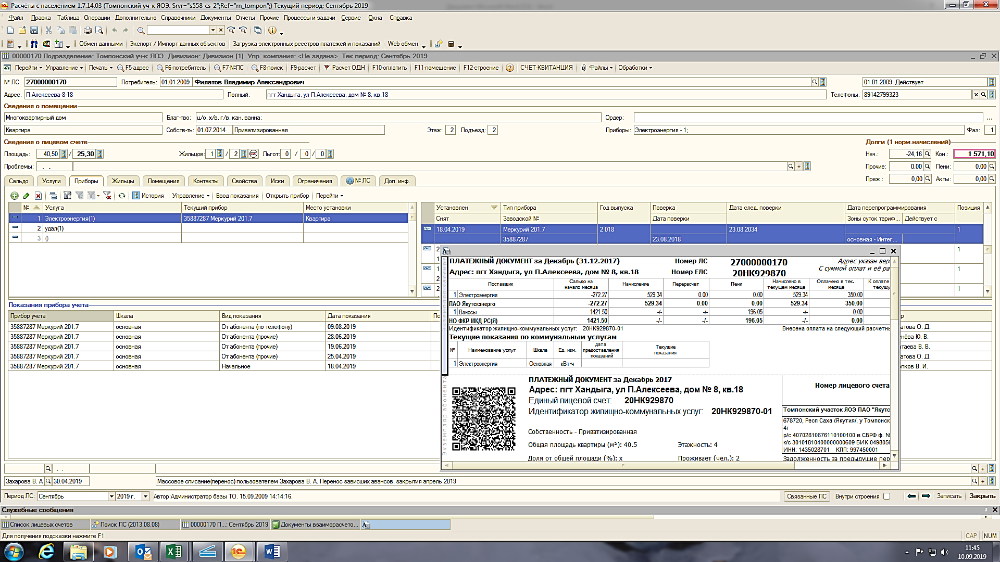 Расчёты с населением 1.7.14.03 (Томпонский уч-к ЯОЭ. Srvr="s558-cs-2";Ref="rn_tompon";) Текущий период: Сентябрь 2019
Файл Правка Таблица Операции Дополнительно Справочники Документы Отчеты Прочие Процессы и задачи Сервис Окна Справка
Обмен данными Экспорт / Импорт данных объектов Загрузка электронных реестров платежей и показаний Web обмен
00000170 Подразделение: Томпонский уч-к ЯОЭ. Дивизион: Дивизион [1]. Упр. компания: <Не задана>. Тек период: Сентябрь 2019
Перейти Управление Печать F5-адрес F6-потребитель F7-№ЛС F8-поиск F9-расчет Расчет ОДН F10-оплатить F11-помещение F12-строение СЧЕТ-КВИТАНЦИЯ Файлы Обработки
№ ЛС 27000000170 Потребитель: 01.01.2009 Филатов Владимир Александрович 01.01.2009 Действует
Адрес: П.Алексеева-8-18 Полный: пгт Хандыга, ул П.Алексеева, дом № 8, кв.18 Телефоны: 89142799323
Сведения о помещении
Многоквартирный дом Благ-тво: ц/о, х/в, г/в, кан, ванна; Ордер: ...
Квартира Собств-ть: 01.07.2014 Приватизированная Этаж: 2 Подъезд: 2 Приборы: Электроэнергия - 1; Фаз: 1
Сведения о лицевом счете Долги (1 норм.начислений)
Площадь: 40,50 / 25,30 Жильцов: 1 / 2 Льгот: 0 / 0 / 0 Нач.: -24,16 Кон.: 1 571,10
Проблемы: . . Прочие: 0,00 Пени: 0,00
Преж.: 0,00 Акты: 0,00
Сальдо Услуги Приборы Жильцы Помещения Контакты Свойства Иски Ограничения № ЛС Доп. инф.
История Управление Ввод показания Открыть прибор Перейти
№ Услуга Текущий прибор Место установки
1 Электроэнергия(1) 35887287 Меркурий 201.7 Квартира
2 удал(1)
3 ()
Установлен Тип прибора Год выпуска Поверка Дата след. поверки Дата перепрограммирования Позиция
Снят Заводской № Дата поверки Зоны суток тариф... Действует с
18.04.2019 Меркурий 201.7 2 018 23.08.2034 1
35887287 23.08.2018 основная - Интег...
2 1
1
1 1
2
2 1
Показания прибора учета
Прибор учета Шкала Вид показания Дата показания По
35887287 Меркурий 201.7 основная От абонента (по телефону) 09.08.2019 атова О. Д.
35887287 Меркурий 201.7 основная От абонента (прочие) 28.06.2019 енёва Ю. В.
35887287 Меркурий 201.7 основная От абонента (прочие) 19.06.2019 атаева В. В.
35887287 Меркурий 201.7 основная От абонента (прочие) 25.04.2019 атова О. Д.
35887287 Меркурий 201.7 основная Начальное 18.04.2019 олков В. И.
ПЛАТЕЖНЫЙ ДОКУМЕНТ за Декабрь (31.12.2017) Номер ЛС 27000000170 Адрес указан вер
Адрес: пгт Хандыга, ул П.Алексеева, дом № 8, кв.18 Номер ЕЛС 20НК929870 С суммой оплат и её ра
Поставщик Сальдо на начало месяца Начисление Перерасчет Пени Начислено в текущем месяце Оплачено в тек. месяце К оплате текущу
1 Электроэнергия -272.27 529.34 0.00 0.00 529.34 350.00
ПАО Якутскэнерго -272.27 529.34 0.00 0.00 529.34 350.00
1 Взносы 1421.50 -/- -/- 196.05 -/- 0.00
НО ФКР МКД РС(Я) 1421.50 -/- -/- 196.05 -/- 0.00
Идентификатор жилищно-коммунальных услуг: 20НК929870-01 Внесена оплата на следующий расчетны
Текущие показания по коммунальным услугам
№ Наименование услуг Шкала Ед. изм. дата предоставления показаний Текущие показания
1 Электроэнергия Основная кВт·ч
Экземпляр абонента
ПЛАТЕЖНЫЙ ДОКУМЕНТ за Декабрь 2017
Адрес: пгт Хандыга, ул П.Алексеева, дом № 8, кв.18
Единый лицевой счет: 20НК929870
Идентификатор жилищно-коммунальных услуг: 20НК929870-01
Собственность - Приватизированная
Общая площадь квартиры (м²): 40.5 Этажность: 4
Доля от общей площади (%): х Проживает (чел.): 2
Номер лицевого счета
Томпонский участок ЯОЭ ПАО "Якутс
678720, Респ Саха /Якутия/, у Томпонск
4г
р/с 40702810676110100100 в СБРФ ф. №
к/с 30101810400000000609 БИК 0498056
ИНН: 1435028701 КПП: 997450001
Задолженность за предыдущие пер
. .
Захарова В. А 30.04.2019 Массовое списание(перенос) пользователем Захарова В. А. Перенос зависших авансов. закрытия апрель 2019
Период ЛС: Сентябрь 2019 г. Автор:Администратор базы ТО. 15.09.2009 14:14:16. Связанные ЛС Внутри строения Записать Закрыть
Служебные сообщения
Список лицевых счетов Поиск ЛС (2013.08.08) 00000170 П...: Сентябрь 2019 Документы взаиморасчето...
Для получения подсказки нажмите F1 CAP NUM
11:45
10.09.2019